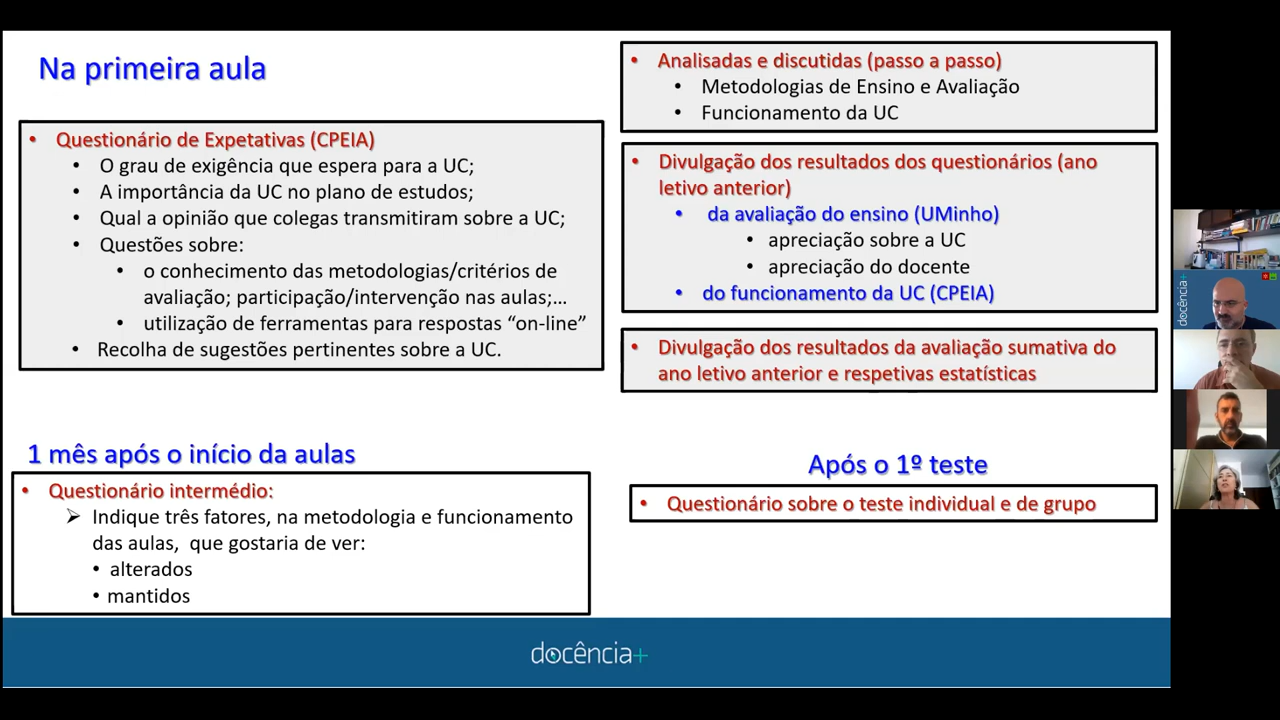 Na primeira aula
• Questionário de Expetativas (CPEIA)
• O grau de exigência que espera para a UC;
• A importância da UC no plano de estudos;
• Qual a opinião que colegas transmitiram sobre a UC;
• Questões sobre:
• o conhecimento das metodologias/critérios de
avaliação; participação/intervenção nas aulas;...
• utilização de ferramentas para respostas “on-line”
• Recolha de sugestões pertinentes sobre a UC.
• Analisadas e discutidas (passo a passo)
• Metodologias de Ensino e Avaliação
• Funcionamento da UC
• Divulgação dos resultados dos questionários (ano
letivo anterior)
• da avaliação do ensino (UMinho)
• apreciação sobre a UC
• apreciação do docente
• do funcionamento da UC (CPEIA)
• Divulgação dos resultados da avaliação sumativa do
ano letivo anterior e respetivas estatísticas
1 mês após o início da aulas
• Questionário intermédio:
➢ Indique três fatores, na metodologia e funcionamento
das aulas, que gostaria de ver:
• alterados
• mantidos
Após o 1º teste
• Questionário sobre o teste individual e de grupo
docência+
docência+